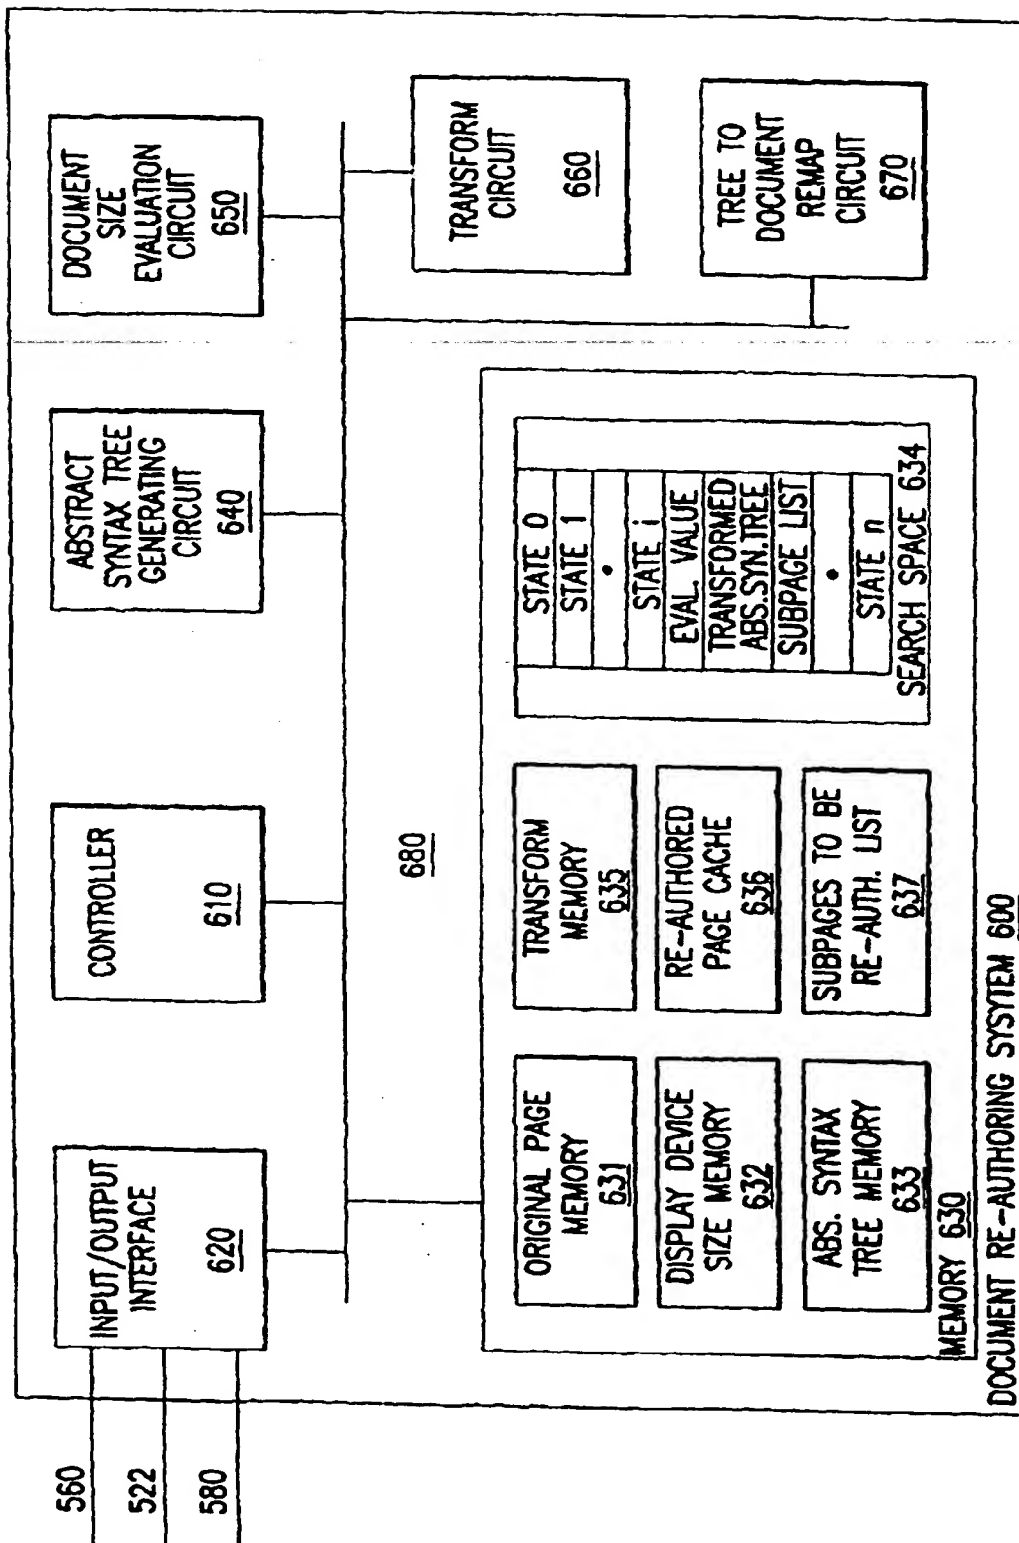 560
522
580
INPUT/OUTPUT
INTERFACE
620
CONTROLLER
610
ABSTRACT
SYNTAX TREE
GENERATING
CIRCUIT
640
DOCUMENT
SIZE
EVALUATION
CIRCUIT
650
680
TRANSFORM
CIRCUIT
660
TREE TO
DOCUMENT
REMAP
CIRCUIT
670
ORIGINAL PAGE
MEMORY
631
DISPLAY DEVICE
SIZE MEMORY
632
ABS. SYNTAX
TREE MEMORY
633
TRANSFORM
MEMORY
635
RE-AUTHORED
PAGE CACHE
636
SUBPAGES TO BE
RE-AUTH. LIST
637
STATE 0
STATE 1
•
STATE i
EVAL. VALUE
TRANSFORMED
ABS.SYN.TREE
SUBPAGE LIST
•
STATE n
SEARCH SPACE 634
MEMORY 630
DOCUMENT RE-AUTHORING SYSYTEM 600